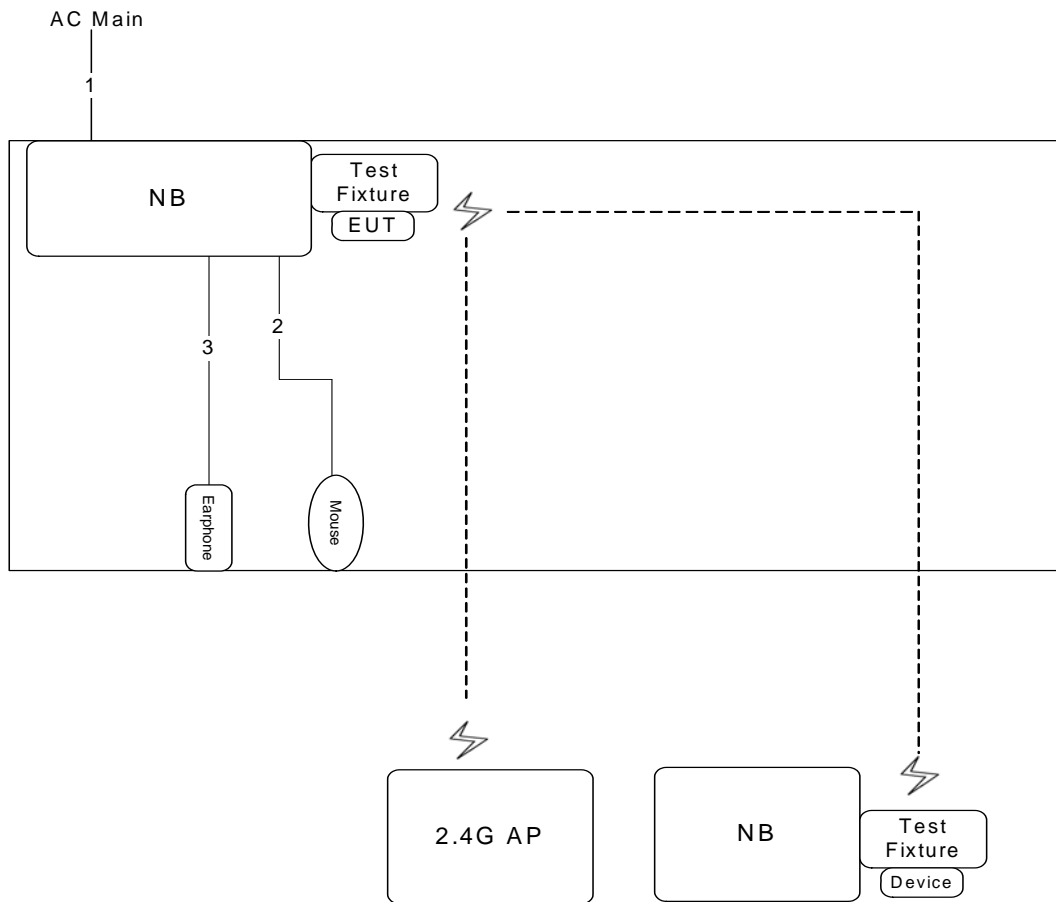 AC Main
1
NB
Test
Fixture
EUT
2
3
Earphone
Mouse
2.4G AP
NB
Test
Fixture
Device